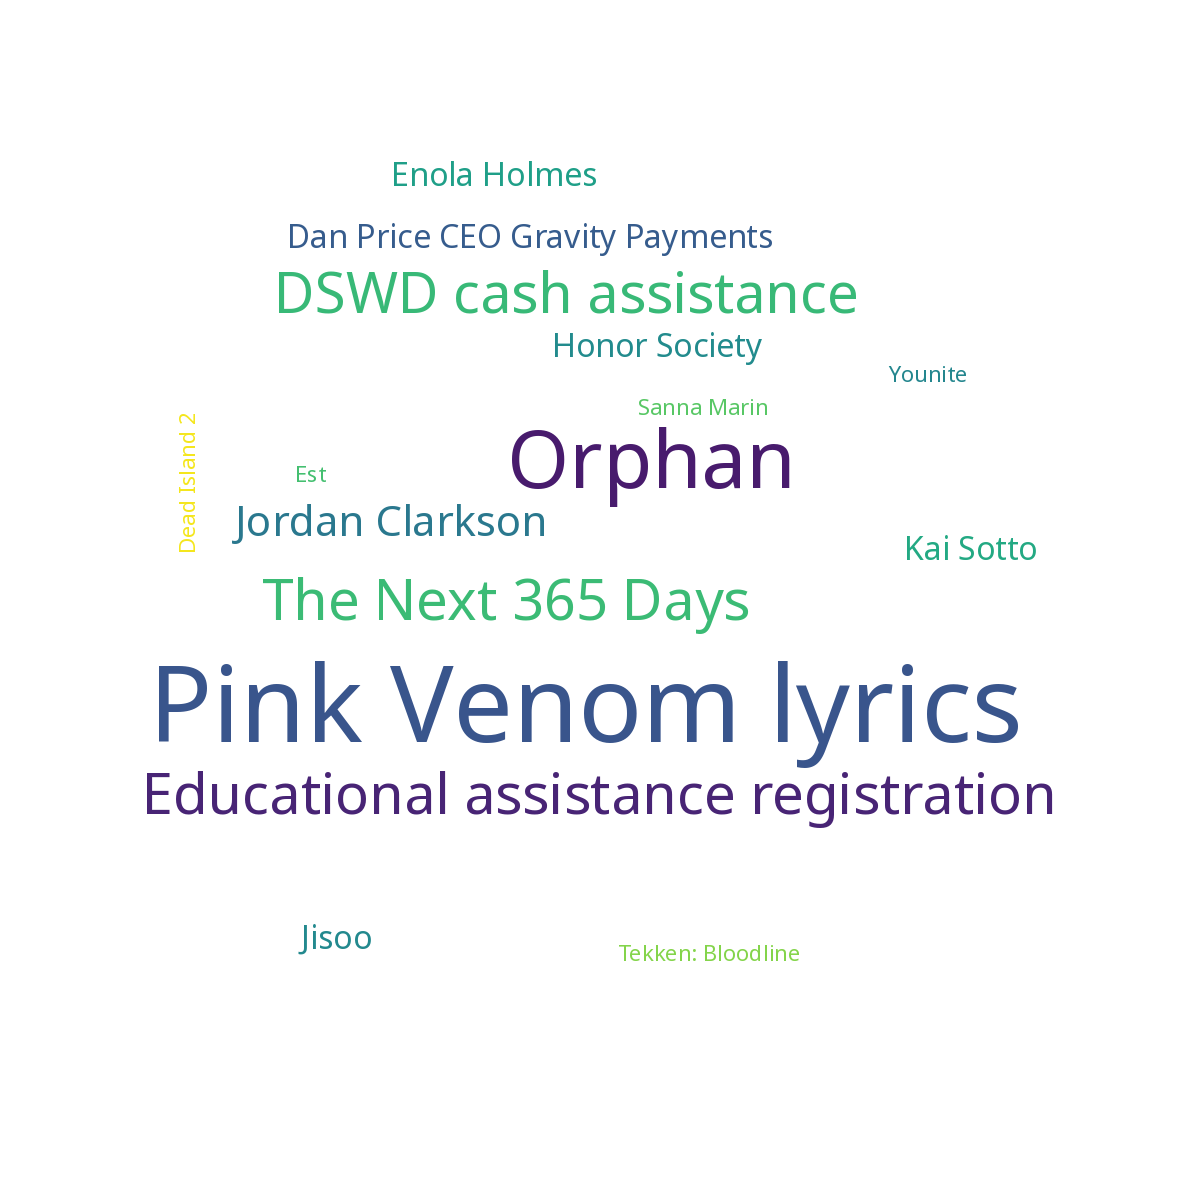 Enola Holmes
Dan Price CEO Gravity Payments
DSWD cash assistance
Honor Society
Younite
Sanna Marin
Dead Island 2
Orphan
Est
Jordan Clarkson
Kai Sotto
The Next 365 Days
Pink Venom lyrics
Educational assistance registration
Jisoo
Tekken: Bloodline